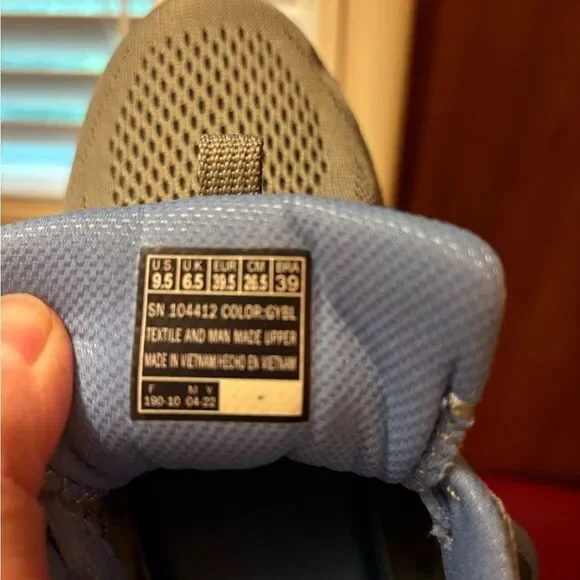 US UK EUR CM BRA
9.5 6.5 39.5 26.5 39
SN 104412 COLOR:GYBL
TEXTILE AND MAN MADE UPPER
MADE IN VIETNAM HECHO EN VIETNAM
F M Y
190-10 04-22